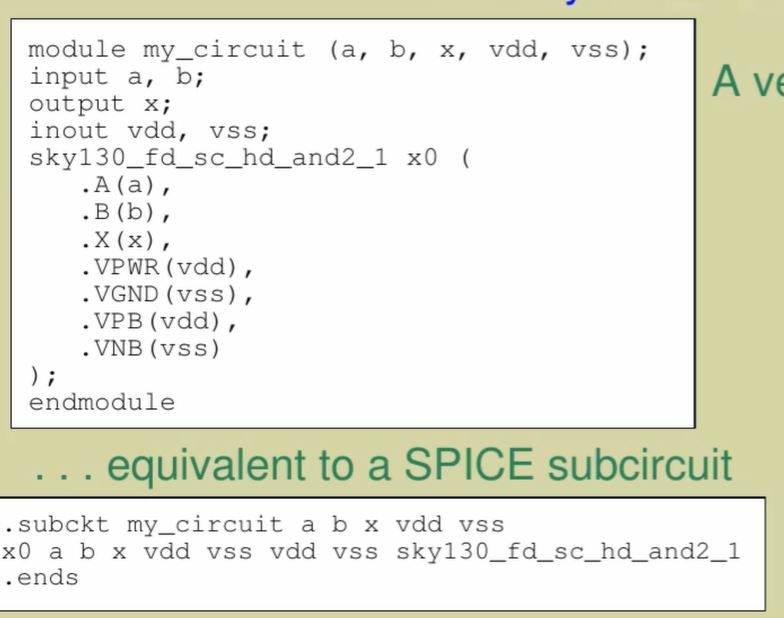 module my_circuit (a, b, x, vdd, vss);
input a, b;
output x;
inout vdd, vss;
sky130_fd_sc_hd_and2_1 x0 (
    .A(a),
    .B(b),
    .X(x),
    .VPWR(vdd),
    .VGND(vss),
    .VPB(vdd),
    .VNB(vss)
);
endmodule
A
. . . equivalent to a SPICE subcircuit
.subckt my_circuit a b x vdd vss
x0 a b x vdd vss vdd vss sky130_fd_sc_hd_and2_1
.ends